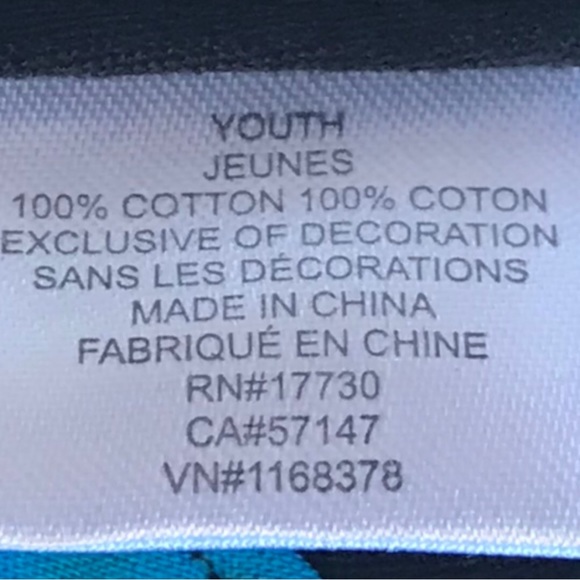 YOUTH
JEUNES
100% COTTON 100% COTON
EXCLUSIVE OF DECORATION
SANS LES DÉCORATIONS
MADE IN CHINA
FABRIQUÉ EN CHINE
RN#17730
CA#57147
VN#1168378